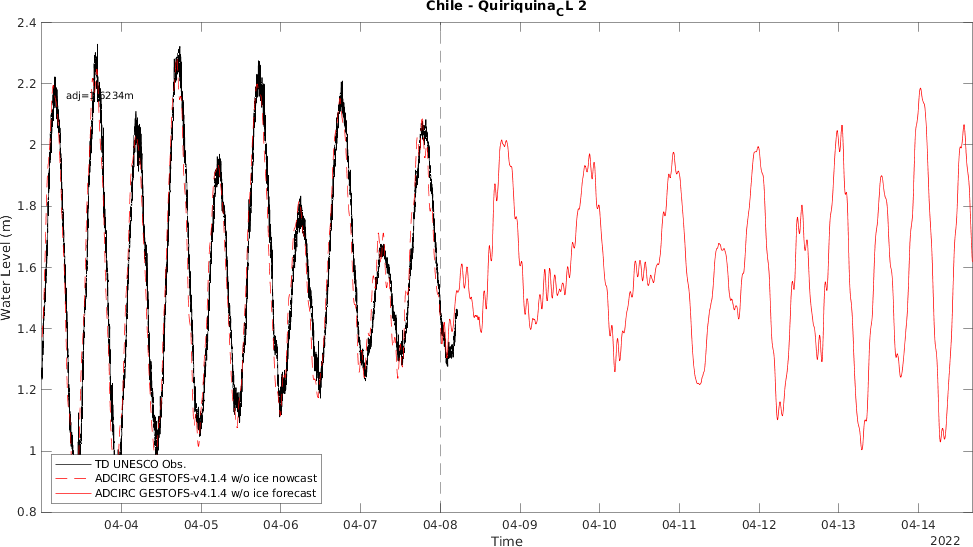 Chile - Quiriquina_CL 2
2.4
2.2
adj=1.6234m
2
1.8
1.6
1.4
1.2
1
0.8
Water Level (m)
TD UNESCO Obs.
ADCIRC GESTOFS-v4.1.4 w/o ice nowcast
ADCIRC GESTOFS-v4.1.4 w/o ice forecast
04-04 04-05 04-06 04-07 04-08 04-09 04-10 04-11 04-12 04-13 04-14
Time
2022